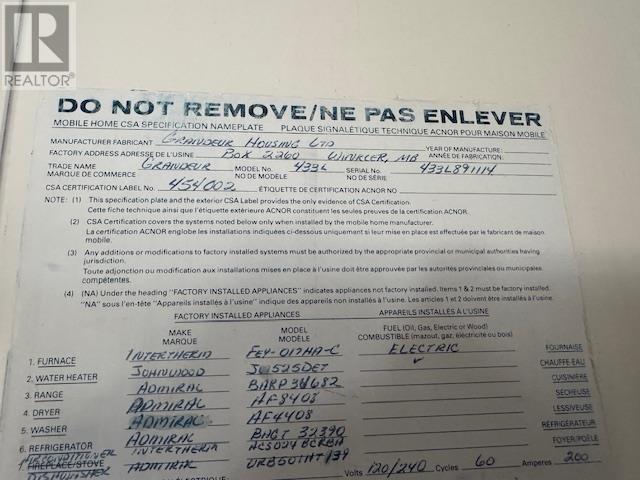 R
REALTOR®
DO NOT REMOVE/NE PAS ENLEVER
MOBILE HOME CSA SPECIFICATION NAMEPLATE PLAQUE SIGNALÉTIQUE TECHNIQUE ACNOR POUR MAISON MOBILE
MANUFACTURER FABRICANT GRANDEUR HOUSING LTD YEAR OF MANUFACTURE:
FACTORY ADDRESS ADRESSE DE L'USINE BOX 2260 WINKLER, MB ANNÉE DE FABRICATION:
TRADE NAME GRANDEUR MODEL No. 433L SERIAL No. 433L891114
MARQUE DE COMMERCE NO DE MODÈLE NO DE SÉRIE
CSA CERTIFICATION LABEL No. 454002 ÉTIQUETTE DE CERTIFICATION ACNOR NO
NOTE: (1) This specification plate and the exterior CSA Label provides the only evidence of CSA Certification.
Cette fiche technique ainsi que l'étiquette extérieure ACNOR constituent les seules preuves de la certification ACNOR.
(2) CSA Certification covers the systems noted below only when installed by the mobile home manufacturer.
La certification ACNOR englobe les installations indiquées ci-dessous uniquement si leur mise en place est effectuée par le fabricant de maison
mobile.
(3) Any additions or modifications to factory installed systems must be authorized by the appropriate provincial or municipal authorities having
jurisdiction.
Toute adjonction ou modification aux installations mises en place à l'usine doit être approuvée par les autorités provinciales ou municipales
compétentes.
(4) (NA) Under the heading "FACTORY INSTALLED APPLIANCES" indicates appliances not factory installed. Items 1 & 2 must be factory installed.
"NA" sous l'en-tête "Appareils installés à l'usine" indique des appareils non installés à l'usine. Les articles 1 et 2 doivent être installés à l'usine
FACTORY INSTALLED APPLIANCES APPAREILS INSTALLÉS À L'USINE
MAKE MODEL FUEL (Oil, Gas, Electric or Wood)
MARQUE MODÈLE COMBUSTIBLE (mazout, gaz, électricité ou bois)
1. FURNACE INTERTHERM FEY-017HA-C ELECTRIC FOURNAISE
2. WATER HEATER JOHNWOOD JW525DET ✓ CHAUFFE-EAU
3. RANGE ADMIRAL BARP34682 CUISINIÈRE
4. DRYER ADMIRAL AF8408 SÉCHEUSE
5. WASHER ADMIRAL AF4408 LESSIVEUSE
6. REFRIGERATOR ADMIRAL BAGT 32390 RÉFRIGÉRATEUR
AIRCONDITIONER INTERTHERM FOYER/POÊLE
FIREPLACE/STOVE ADMIRAL
DISHWASHER
Volts 120/240 Cycles 60 Amperes 200